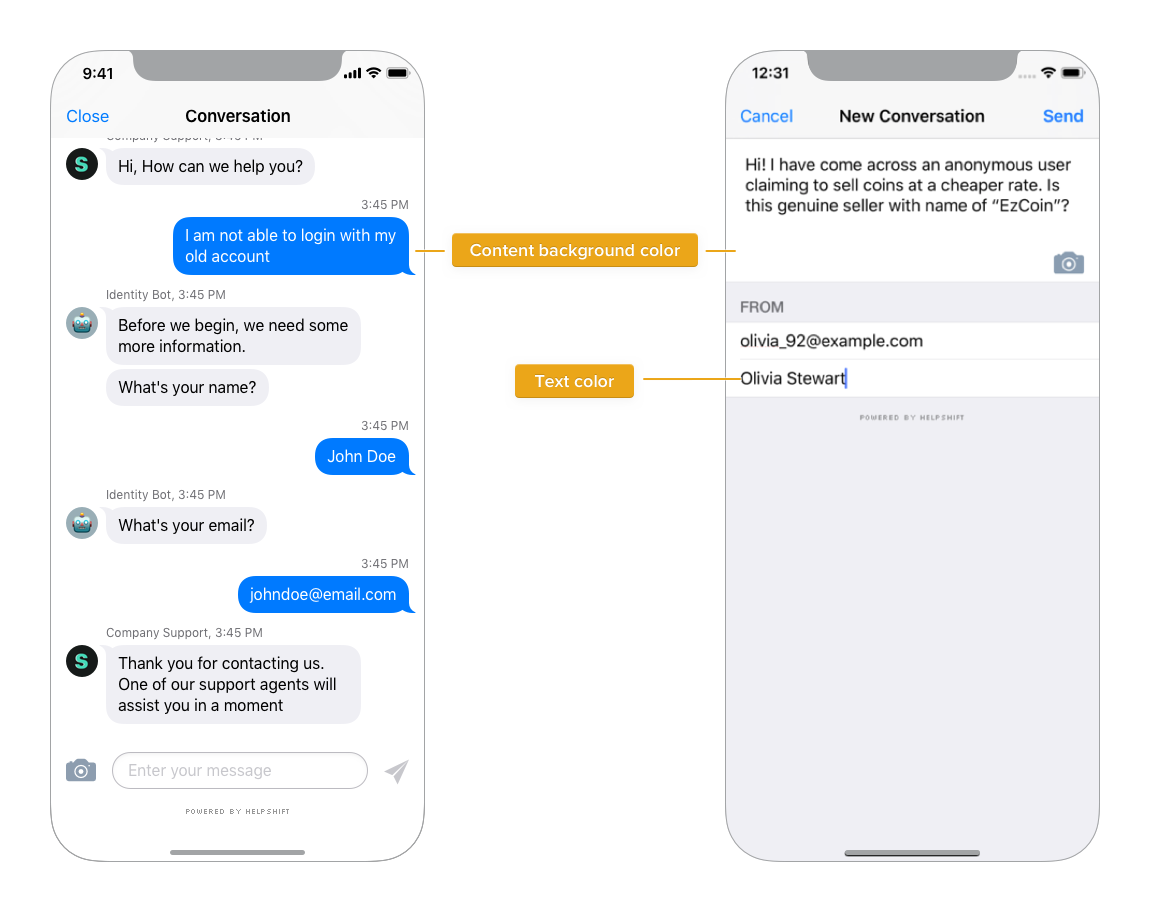 9:41
Close
Conversation
Company Support, 3:45 PM
S
Hi, How can we help you?
3:45 PM
I am not able to login with my
old account
Identity Bot, 3:45 PM
Before we begin, we need some
more information.
What's your name?
3:45 PM
John Doe
Identity Bot, 3:45 PM
What's your email?
3:45 PM
johndoe@email.com
Company Support, 3:45 PM
S
Thank you for contacting us.
One of our support agents will
assist you in a moment
Enter your message
POWERED BY HELPSHIFT
Content background color
Text color
12:31
Cancel
New Conversation
Send
Hi! I have come across an anonymous user
claiming to sell coins at a cheaper rate. Is
this genuine seller with name of “EzCoin”?
FROM
olivia_92@example.com
Olivia Stewart
POWERED BY HELPSHIFT